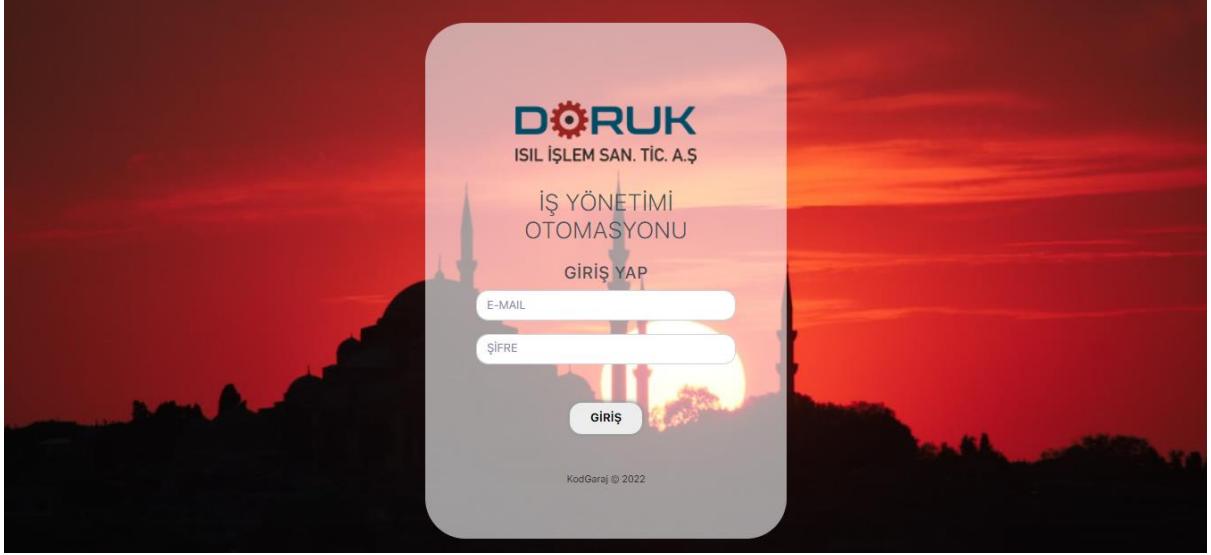 DORUK
ISIL İŞLEM SAN. TİC. A.Ş
İŞ YÖNETİMİ
OTOMASYONU
GİRİŞ YAP
E-MAIL
ŞİFRE
GİRİŞ
KodGaraj © 2022